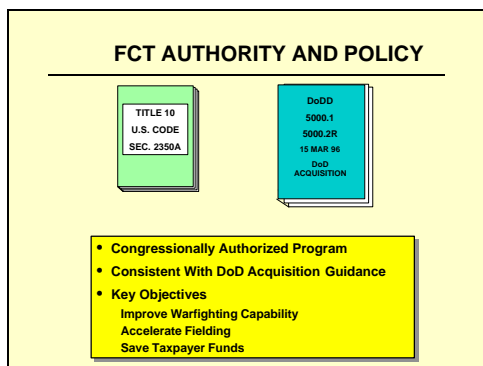 FCT AUTHORITY AND POLICY
TITLE 10
U.S. CODE
SEC. 2350A
DoDD
5000.1
5000.2R
15 MAR 96
DoD
ACQUISITION
• Congressionally Authorized Program
• Consistent With DoD Acquisition Guidance
• Key Objectives
Improve Warfighting Capability
Accelerate Fielding
Save Taxpayer Funds